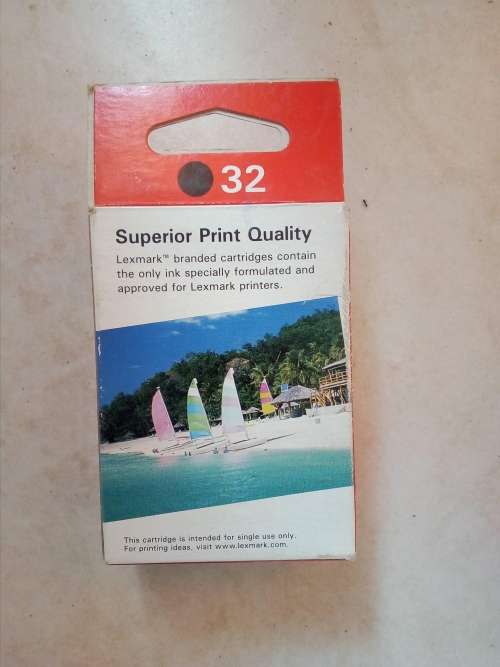 32
Superior Print Quality
Lexmark™ branded cartridges contain
the only ink specially formulated and
approved for Lexmark printers.
This cartridge is intended for single use only.
For printing ideas, visit www.lexmark.com.